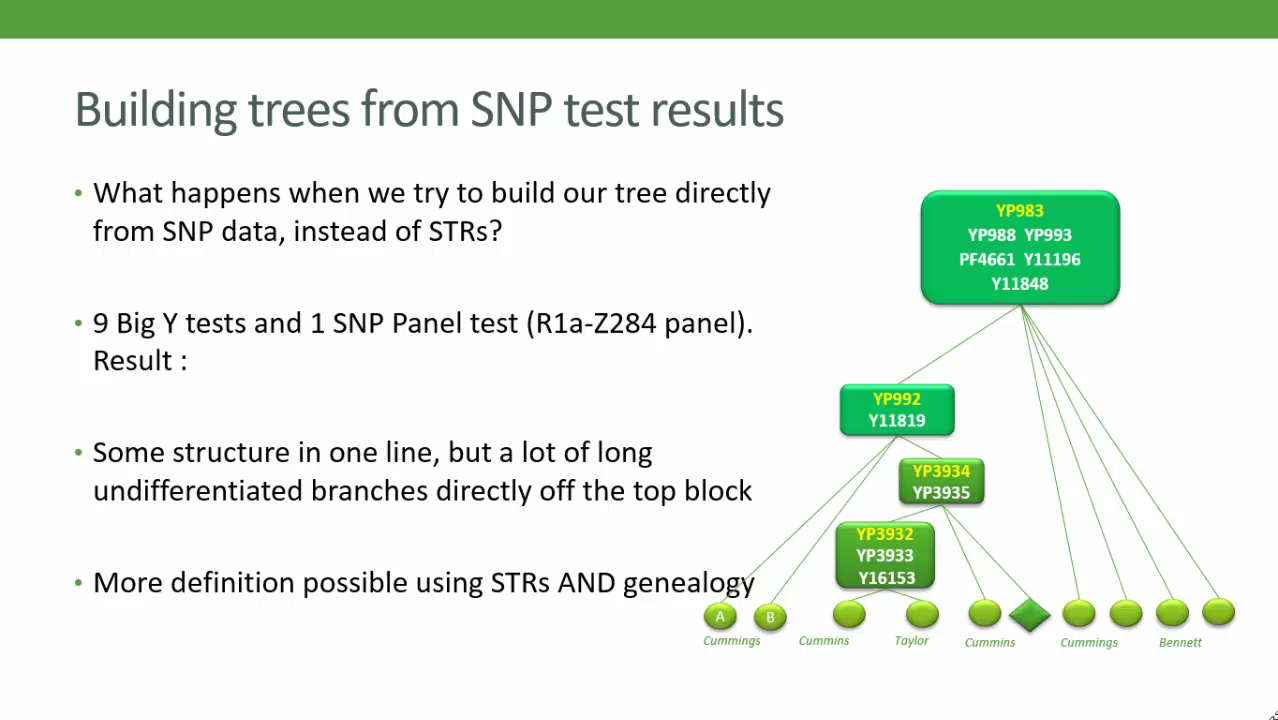 Building trees from SNP test results
• What happens when we try to build our tree directly
from SNP data, instead of STRs?
• 9 Big Y tests and 1 SNP Panel test (R1a-Z284 panel).
Result :
• Some structure in one line, but a lot of long
undifferentiated branches directly off the top block
• More definition possible using STRs AND genealogy
YP983
YP988 YP993
PF4661 Y11196
Y11848
YP992
Y11819
YP3934
YP3935
YP3932
YP3933
Y16153
A B
Cummings Cummins Taylor Cummins Cummings Bennett